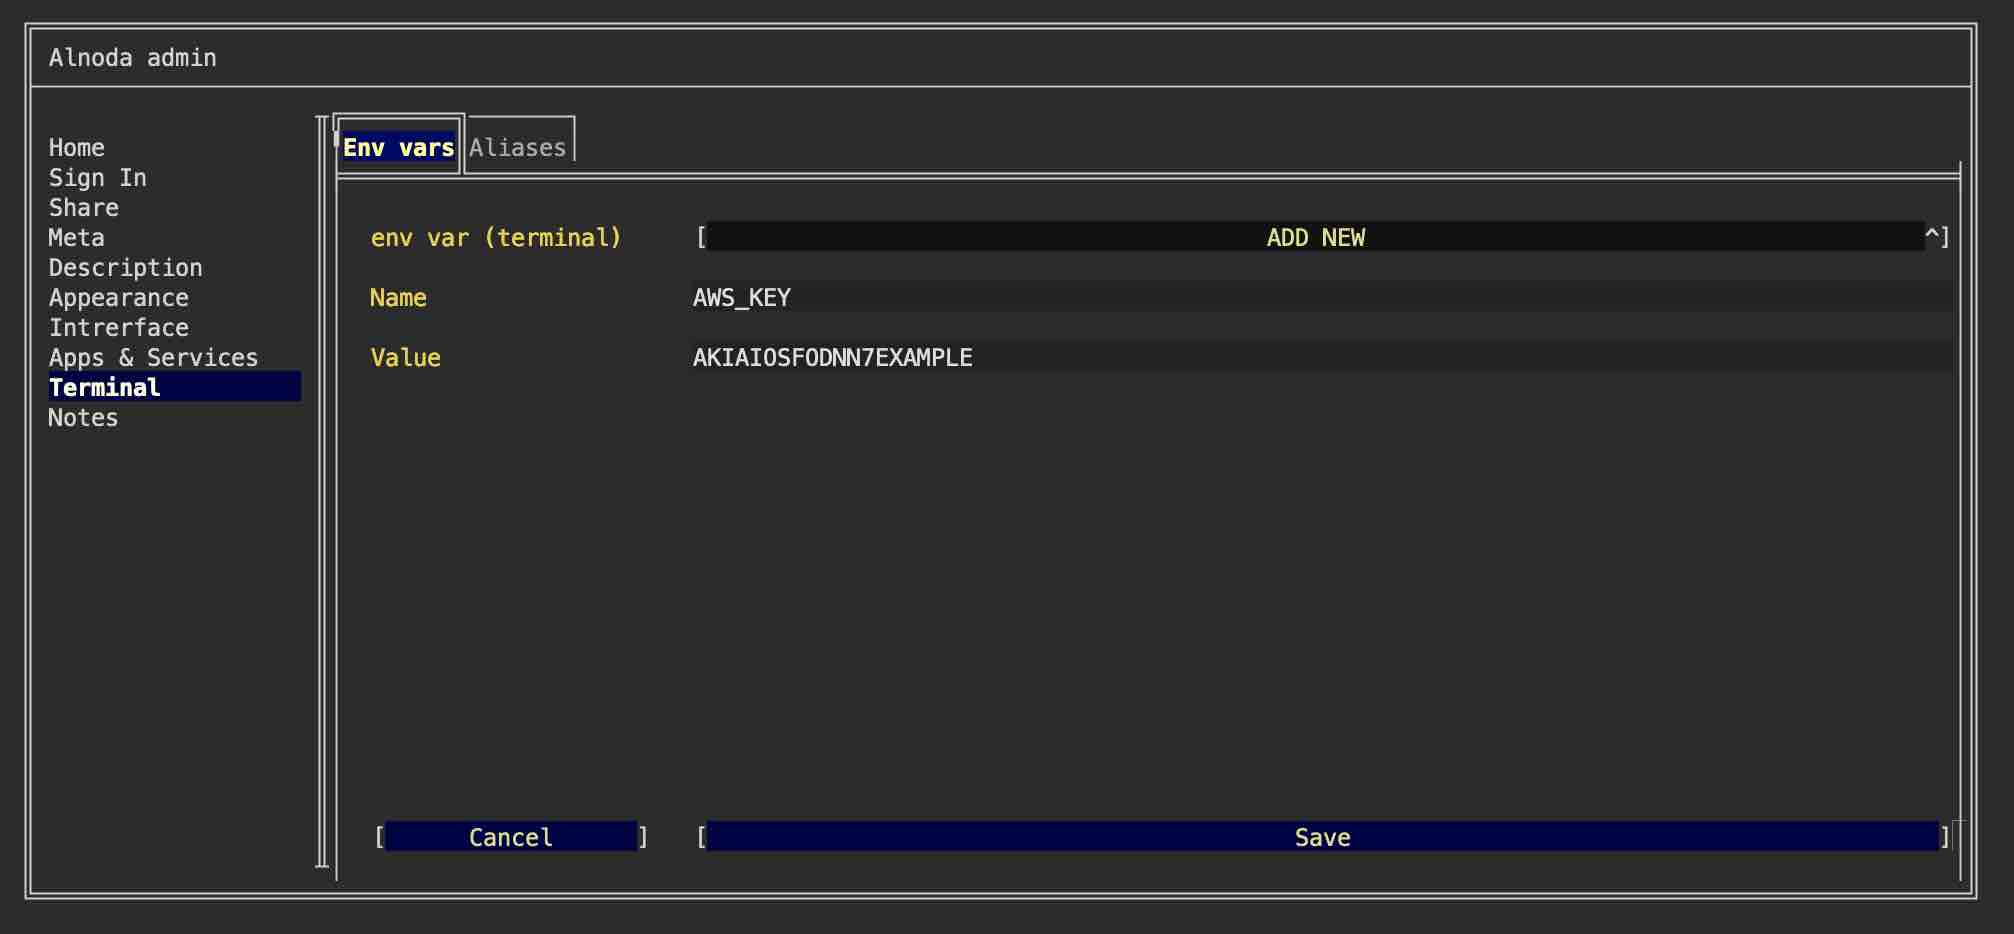 Alnoda admin
Home
Sign In
Share
Meta
Description
Appearance
Intrerface
Apps & Services
Terminal
Notes
Env vars Aliases
env var (terminal) [ ADD NEW ^]
Name AWS_KEY
Value AKIAIOSFODNN7EXAMPLE
[ Cancel ] [ Save ]